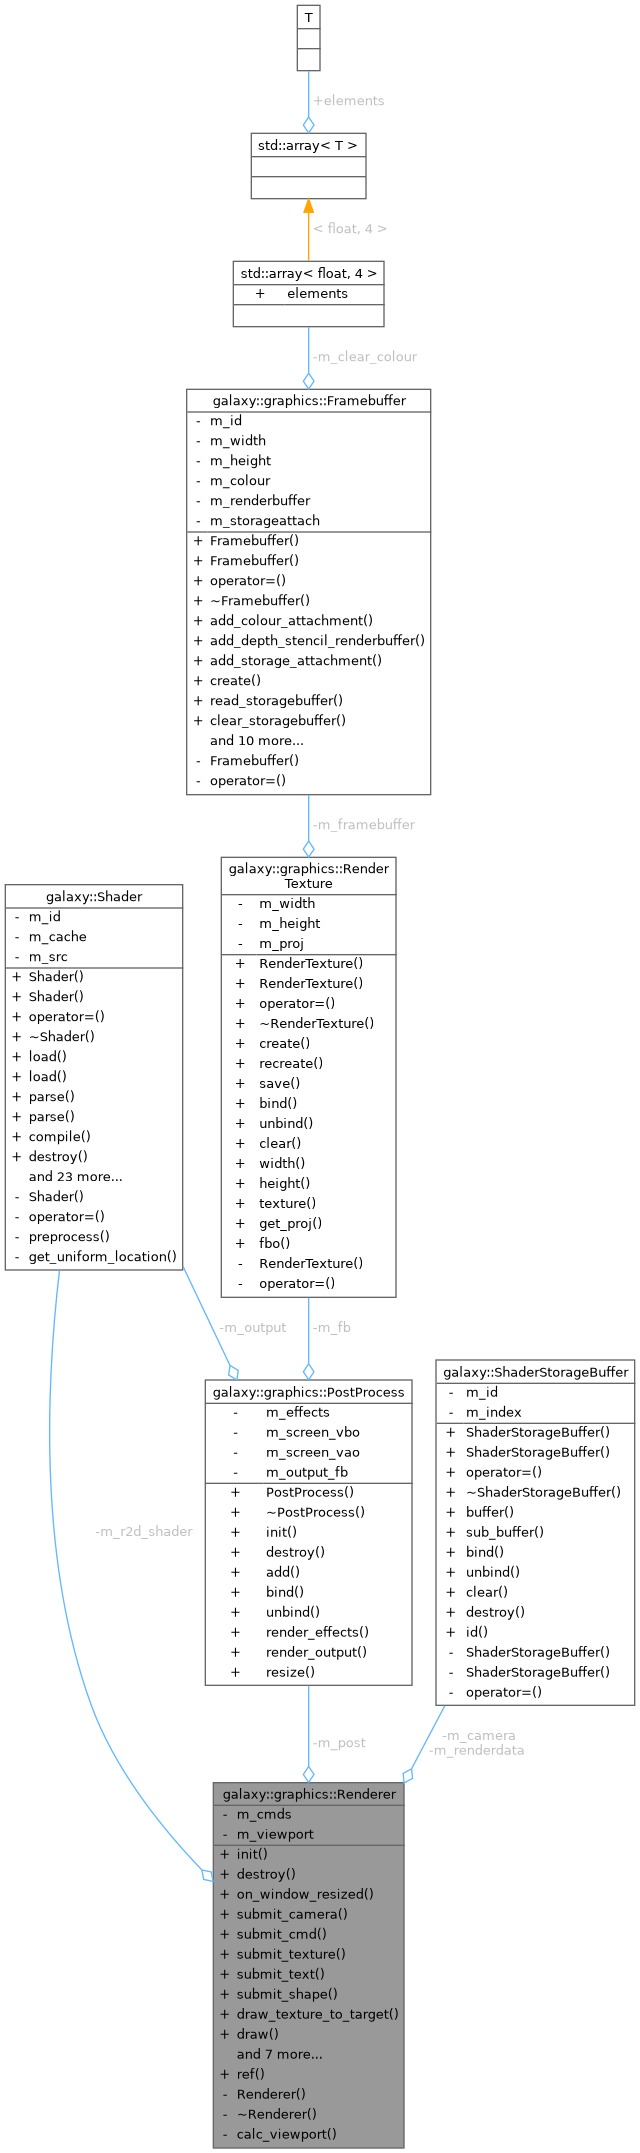 T
+elements
std::array< T >
< float, 4 >
std::array< float, 4 >
+ elements
-m_clear_colour
galaxy::graphics::Framebuffer
- m_id
- m_width
- m_height
- m_colour
- m_renderbuffer
- m_storageattach
+ Framebuffer()
+ Framebuffer()
+ operator=()
+ ~Framebuffer()
+ add_colour_attachment()
+ add_depth_stencil_renderbuffer()
+ add_storage_attachment()
+ create()
+ read_storagebuffer()
+ clear_storagebuffer()
and 10 more...
- Framebuffer()
- operator=()
-m_framebuffer
galaxy::graphics::Render
Texture
- m_width
- m_height
- m_proj
+ RenderTexture()
+ RenderTexture()
+ operator=()
+ ~RenderTexture()
+ create()
+ recreate()
+ save()
+ bind()
+ unbind()
+ clear()
+ width()
+ height()
+ texture()
+ get_proj()
+ fbo()
- RenderTexture()
- operator=()
galaxy::Shader
- m_id
- m_cache
- m_src
+ Shader()
+ Shader()
+ operator=()
+ ~Shader()
+ load()
+ load()
+ parse()
+ parse()
+ compile()
+ destroy()
and 23 more...
- Shader()
- operator=()
- preprocess()
- get_uniform_location()
-m_output
-m_fb
galaxy::graphics::PostProcess
- m_effects
- m_screen_vbo
- m_screen_vao
- m_output_fb
+ PostProcess()
+ ~PostProcess()
+ init()
+ destroy()
+ add()
+ bind()
+ unbind()
+ render_effects()
+ render_output()
+ resize()
galaxy::ShaderStorageBuffer
- m_id
- m_index
+ ShaderStorageBuffer()
+ ShaderStorageBuffer()
+ operator=()
+ ~ShaderStorageBuffer()
+ buffer()
+ sub_buffer()
+ bind()
+ unbind()
+ clear()
+ destroy()
+ id()
- ShaderStorageBuffer()
- ShaderStorageBuffer()
- operator=()
-m_r2d_shader
-m_post
-m_camera
-m_renderdata
galaxy::graphics::Renderer
- m_cmds
- m_viewport
+ init()
+ destroy()
+ on_window_resized()
+ submit_camera()
+ submit_cmd()
+ submit_texture()
+ submit_text()
+ submit_shape()
+ draw_texture_to_target()
+ draw()
and 7 more...
+ ref()
- Renderer()
- ~Renderer()
- calc_viewport()